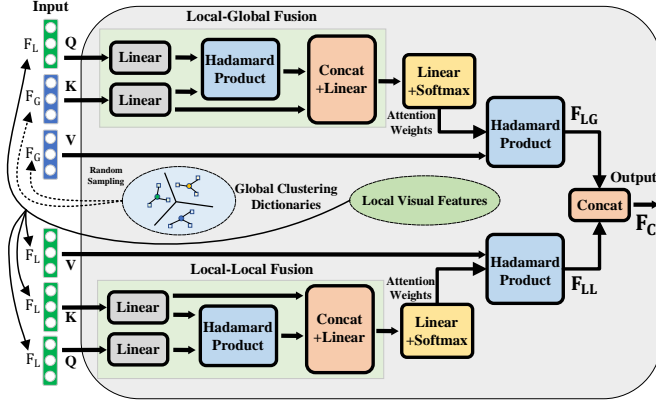 Input
Local-Global Fusion
F_L
Q
Linear
Hadamard
Product
Concat
+Linear
Linear
+Softmax
F_G
K
Linear
Attention
Weights
Hadamard
Product
F_LG
F_G
V
Random
Sampling
Global Clustering
Dictionaries
Local Visual Features
Output
Concat
F_C
F_L
V
Hadamard
Product
F_LL
Local-Local Fusion
Attention
Weights
F_L
K
Linear
Hadamard
Product
Concat
+Linear
Linear
+Softmax
F_L
Q
Linear